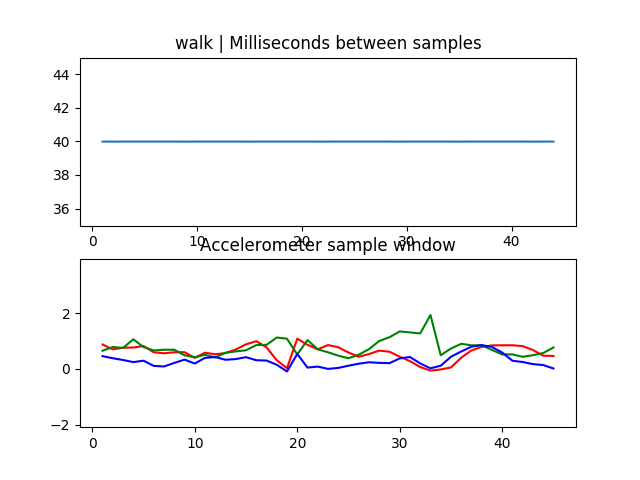 walk | Milliseconds between samples
44
42
40
38
36
0 10 20 30 40
Accelerometer sample window
2
0
−2
0 10 20 30 40